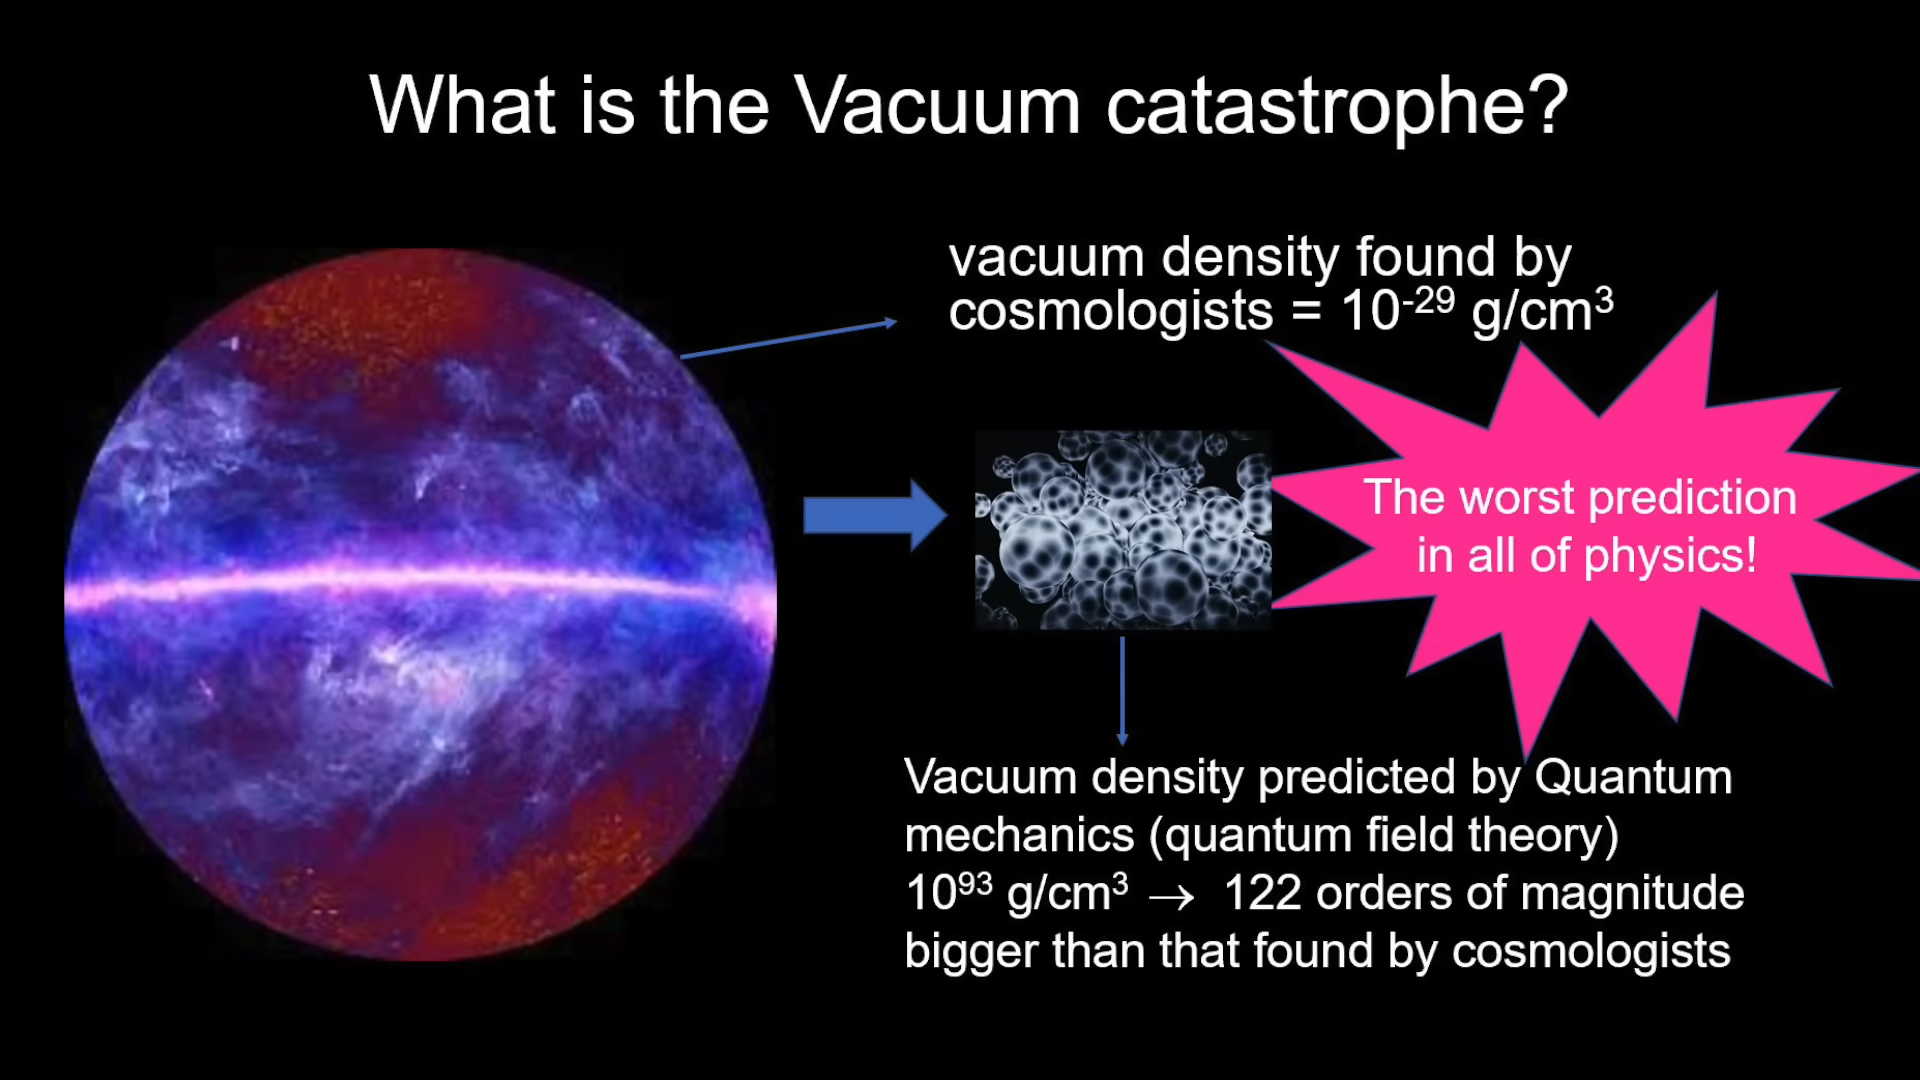 What is the Vacuum catastrophe?
vacuum density found by
cosmologists = 10⁻²⁹ g/cm³
The worst prediction
in all of physics!
Vacuum density predicted by Quantum
mechanics (quantum field theory)
10⁹³ g/cm³ → 122 orders of magnitude
bigger than that found by cosmologists